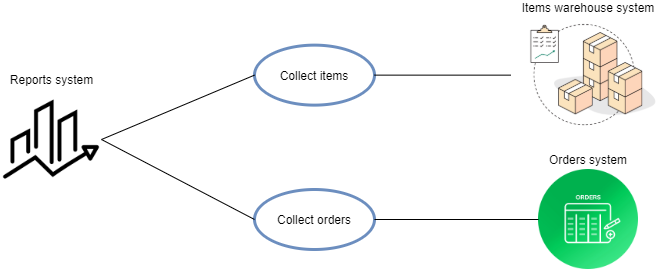 Items warehouse system
Reports system
Collect items
Orders system
ORDERS
Collect orders